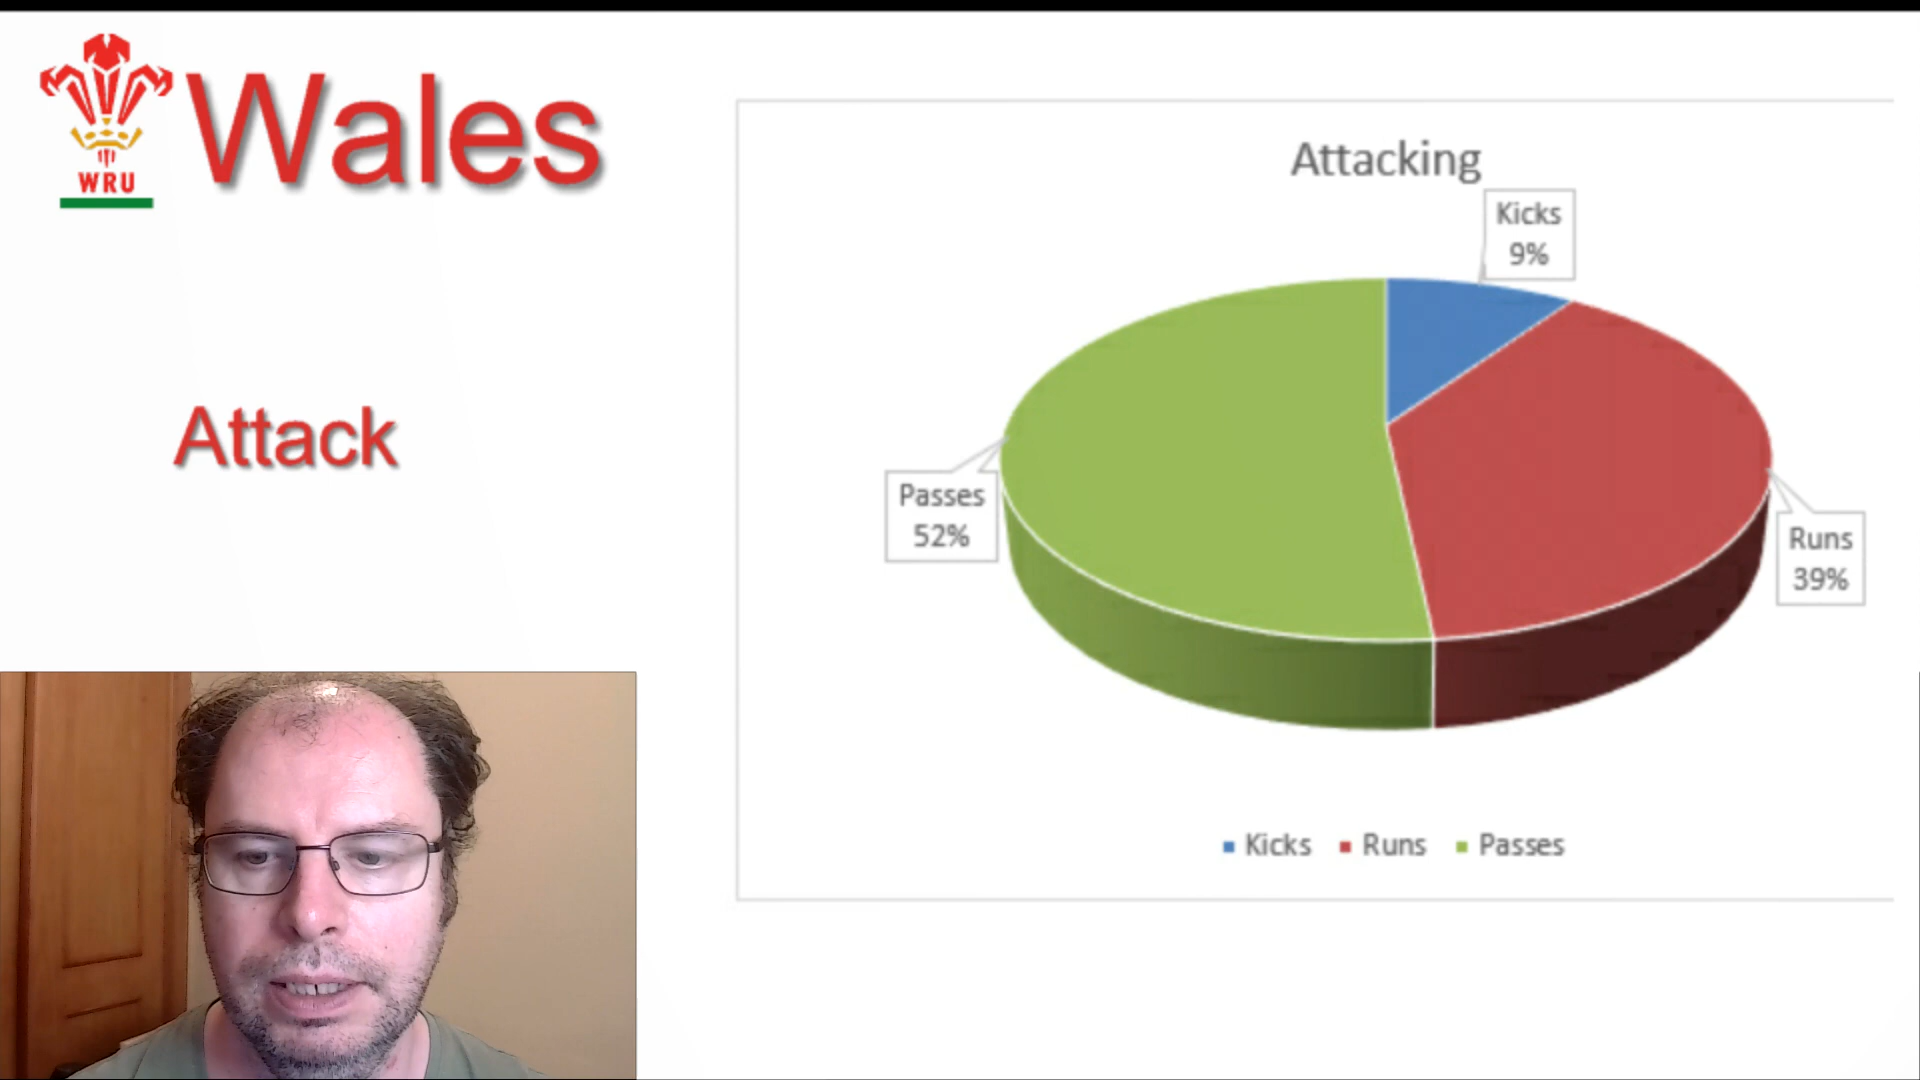 WRU
Wales
Attack
Attacking
Kicks
9%
Passes
52%
Runs
39%
Kicks Runs Passes